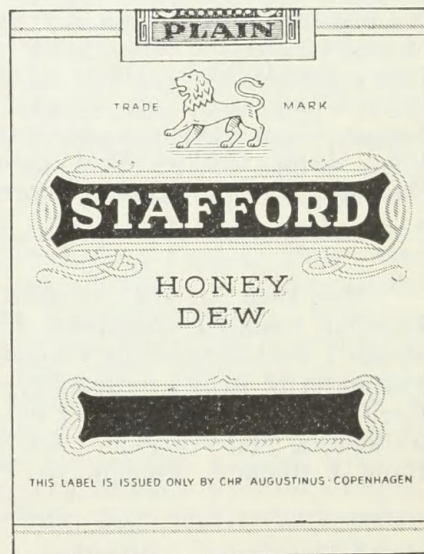 PLAIN
TRADE MARK
STAFFORD
HONEY
DEW
THIS LABEL IS ISSUED ONLY BY CHR AUGUSTINUS · COPENHAGEN